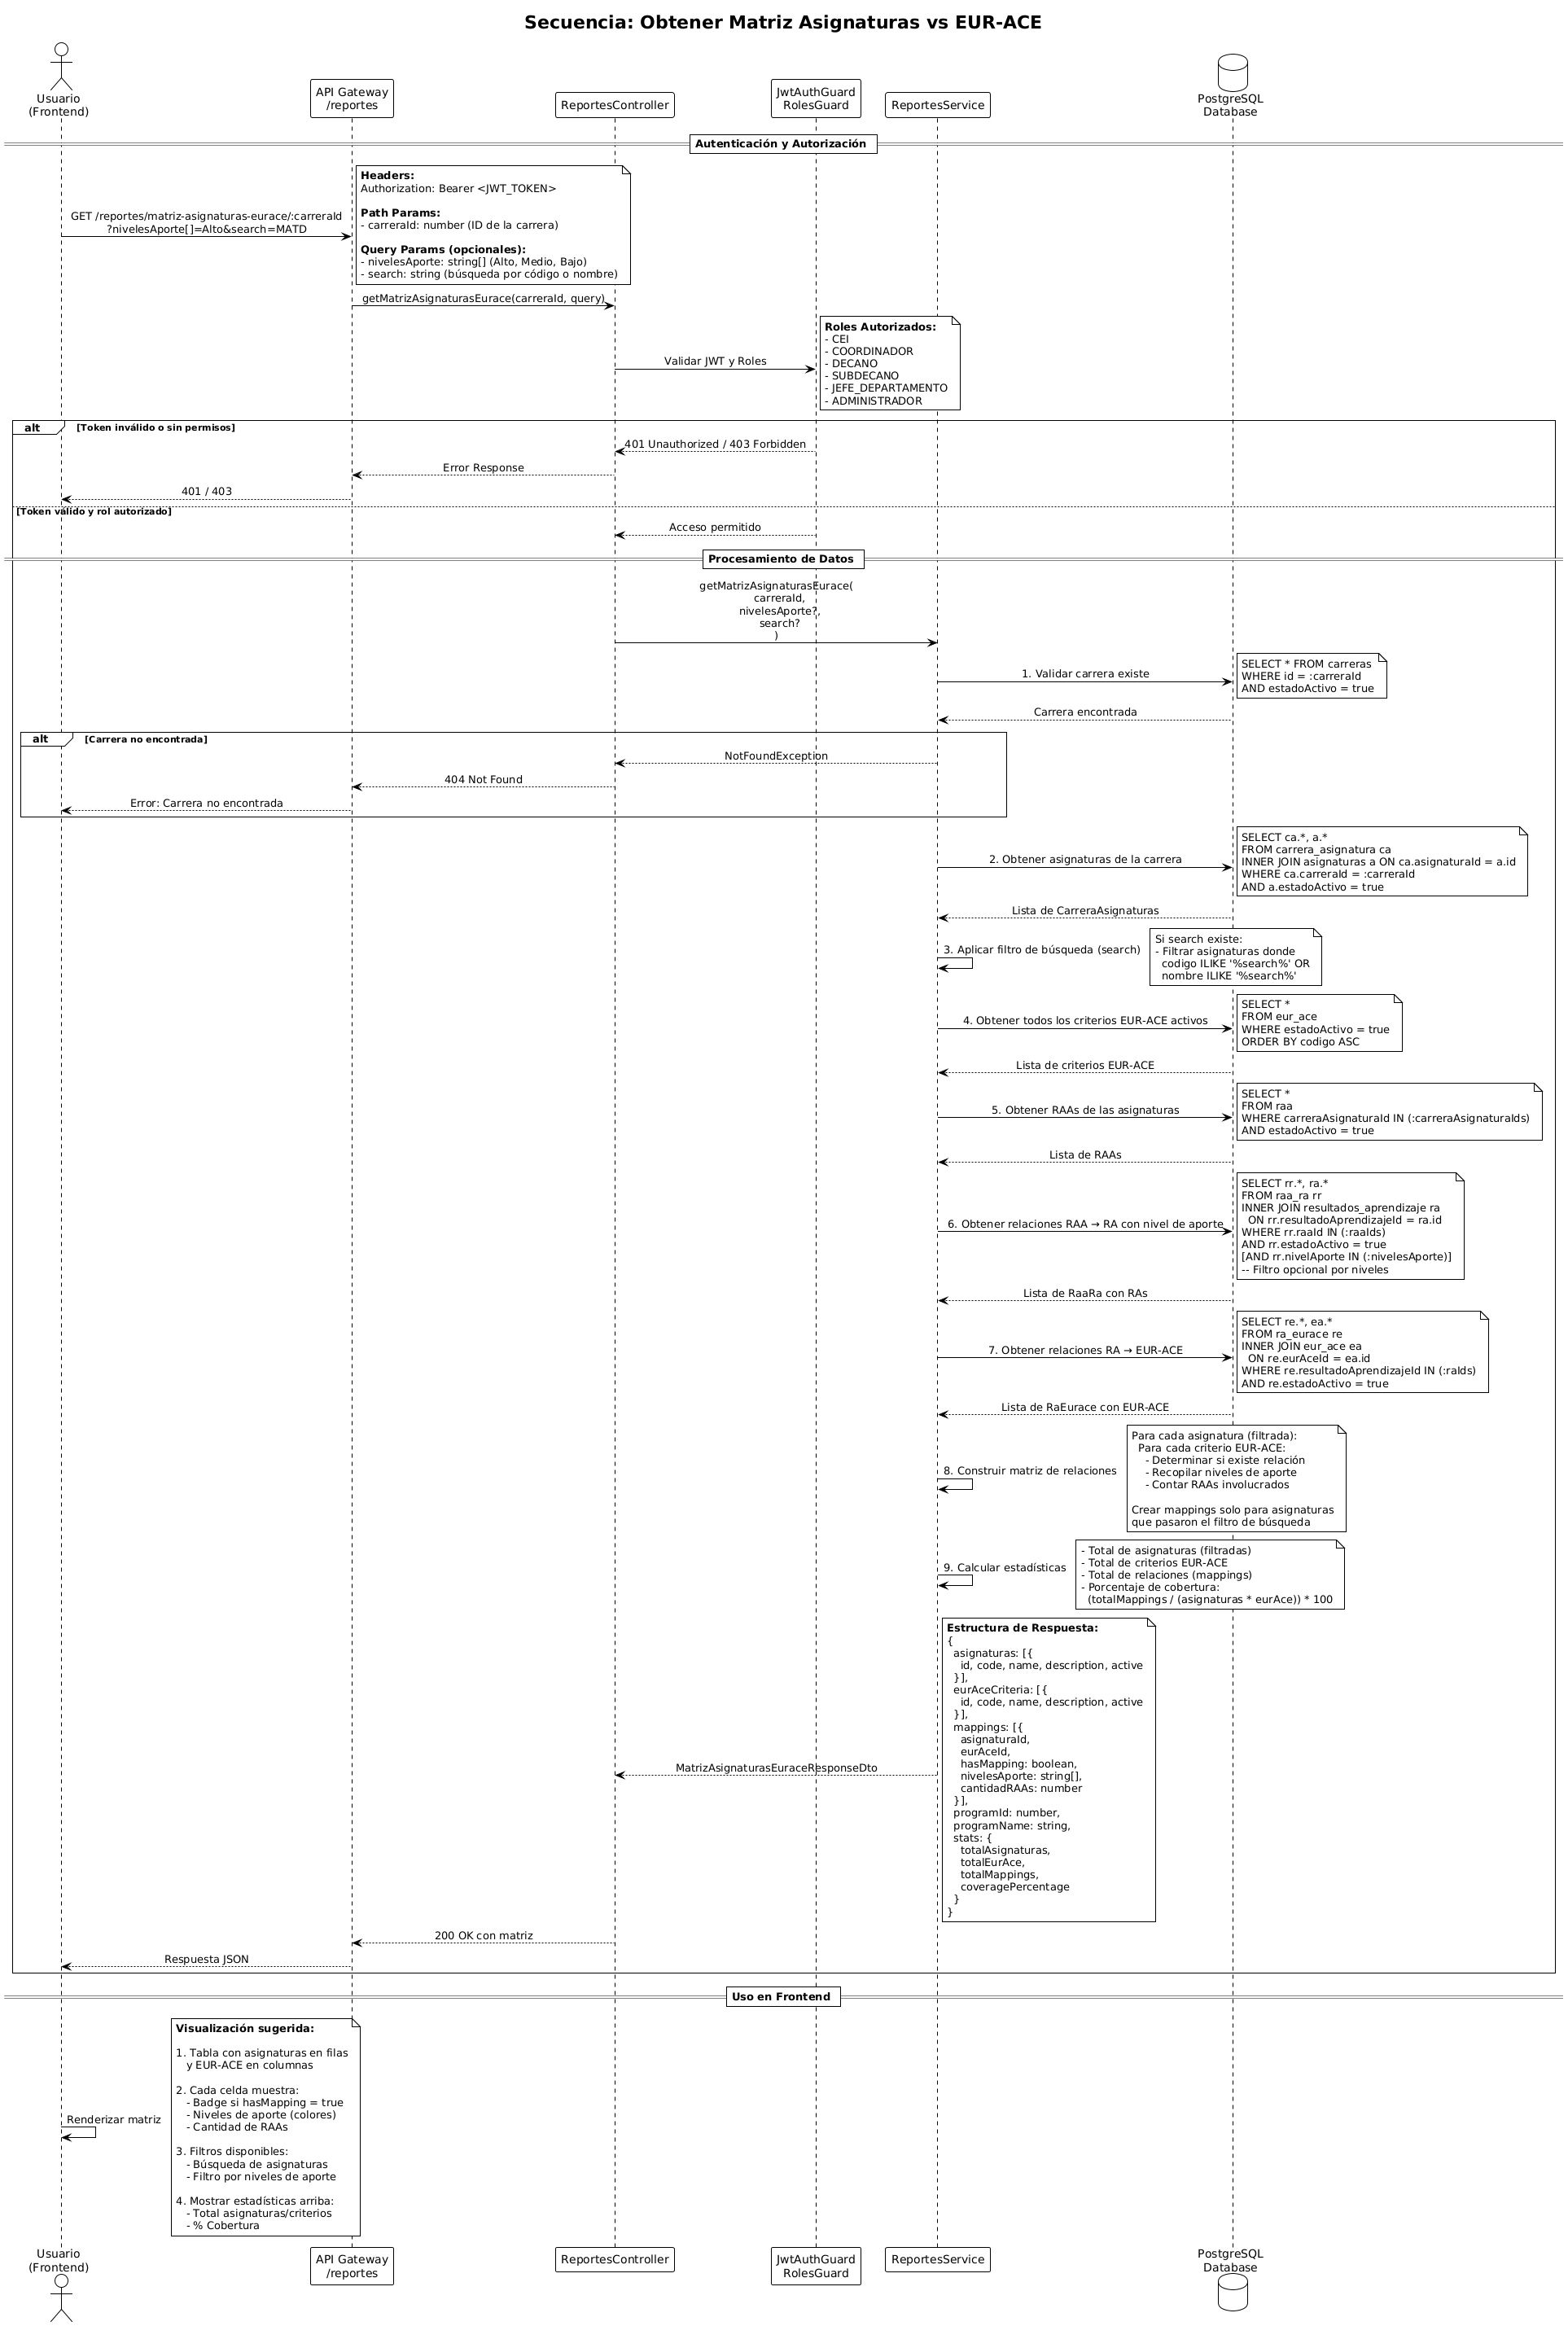 Secuencia: Obtener Matriz Asignaturas vs EUR-ACE
Usuario
(Frontend)
API Gateway
/reportes
ReportesController
JwtAuthGuard
RolesGuard
ReportesService
PostgreSQL
Database
Autenticación y Autorización
GET /reportes/matriz-asignaturas-eurace/:carreraId
?nivelesAporte[]=Alto&search=MATD
Headers:
Authorization: Bearer <JWT_TOKEN>
Path Params:
- carreraId: number (ID de la carrera)
Query Params (opcionales):
- nivelesAporte: string[] (Alto, Medio, Bajo)
- search: string (búsqueda por código o nombre)
getMatrizAsignaturasEurace(carreraId, query)
Validar JWT y Roles
Roles Autorizados:
- CEI
- COORDINADOR
- DECANO
- SUBDECANO
- JEFE_DEPARTAMENTO
- ADMINISTRADOR
alt
[Token inválido o sin permisos]
401 Unauthorized / 403 Forbidden
Error Response
401 / 403
[Token válido y rol autorizado]
Acceso permitido
Procesamiento de Datos
getMatrizAsignaturasEurace(
carreraId,
nivelesAporte?,
search?
)
1. Validar carrera existe
SELECT * FROM carreras
WHERE id = :carreraId
AND estadoActivo = true
Carrera encontrada
alt
[Carrera no encontrada]
NotFoundException
404 Not Found
Error: Carrera no encontrada
2. Obtener asignaturas de la carrera
SELECT ca.*, a.*
FROM carrera_asignatura ca
INNER JOIN asignaturas a ON ca.asignaturaId = a.id
WHERE ca.carreraId = :carreraId
AND a.estadoActivo = true
Lista de CarreraAsignaturas
3. Aplicar filtro de búsqueda (search)
Si search existe:
- Filtrar asignaturas donde
codigo ILIKE '%search%' OR
nombre ILIKE '%search%'
4. Obtener todos los criterios EUR-ACE activos
SELECT *
FROM eur_ace
WHERE estadoActivo = true
ORDER BY codigo ASC
Lista de criterios EUR-ACE
5. Obtener RAAs de las asignaturas
SELECT *
FROM raa
WHERE carreraAsignaturaId IN (:carreraAsignaturaIds)
AND estadoActivo = true
Lista de RAAs
6. Obtener relaciones RAA → RA con nivel de aporte
SELECT rr.*, ra.*
FROM raa_ra rr
INNER JOIN resultados_aprendizaje ra
ON rr.resultadoAprendizajeId = ra.id
WHERE rr.raaId IN (:raaIds)
AND rr.estadoActivo = true
[AND rr.nivelAporte IN (:nivelesAporte)]
-- Filtro opcional por niveles
Lista de RaaRa con RAs
7. Obtener relaciones RA → EUR-ACE
SELECT re.*, ea.*
FROM ra_eurace re
INNER JOIN eur_ace ea
ON re.eurAceId = ea.id
WHERE re.resultadoAprendizajeId IN (:raIds)
AND re.estadoActivo = true
Lista de RaEurace con EUR-ACE
8. Construir matriz de relaciones
Para cada asignatura (filtrada):
Para cada criterio EUR-ACE:
- Determinar si existe relación
- Recopilar niveles de aporte
- Contar RAAs involucrados
Crear mappings solo para asignaturas
que pasaron el filtro de búsqueda
9. Calcular estadísticas
- Total de asignaturas (filtradas)
- Total de criterios EUR-ACE
- Total de relaciones (mappings)
- Porcentaje de cobertura:
(totalMappings / (asignaturas * eurAce)) * 100
MatrizAsignaturasEuraceResponseDto
Estructura de Respuesta:
{
asignaturas: [{
id, code, name, description, active
}],
eurAceCriteria: [{
id, code, name, description, active
}],
mappings: [{
asignaturaId,
eurAceId,
hasMapping: boolean,
nivelesAporte: string[],
cantidadRAAs: number
}],
programId: number,
programName: string,
stats: {
totalAsignaturas,
totalEurAce,
totalMappings,
coveragePercentage
}
}
200 OK con matriz
Respuesta JSON
Uso en Frontend
Renderizar matriz
Visualización sugerida:
1. Tabla con asignaturas en filas
y EUR-ACE en columnas
2. Cada celda muestra:
- Badge si hasMapping = true
- Niveles de aporte (colores)
- Cantidad de RAAs
3. Filtros disponibles:
- Búsqueda de asignaturas
- Filtro por niveles de aporte
4. Mostrar estadísticas arriba:
- Total asignaturas/criterios
- % Cobertura
Usuario
(Frontend)
API Gateway
/reportes
ReportesController
JwtAuthGuard
RolesGuard
ReportesService
PostgreSQL
Database